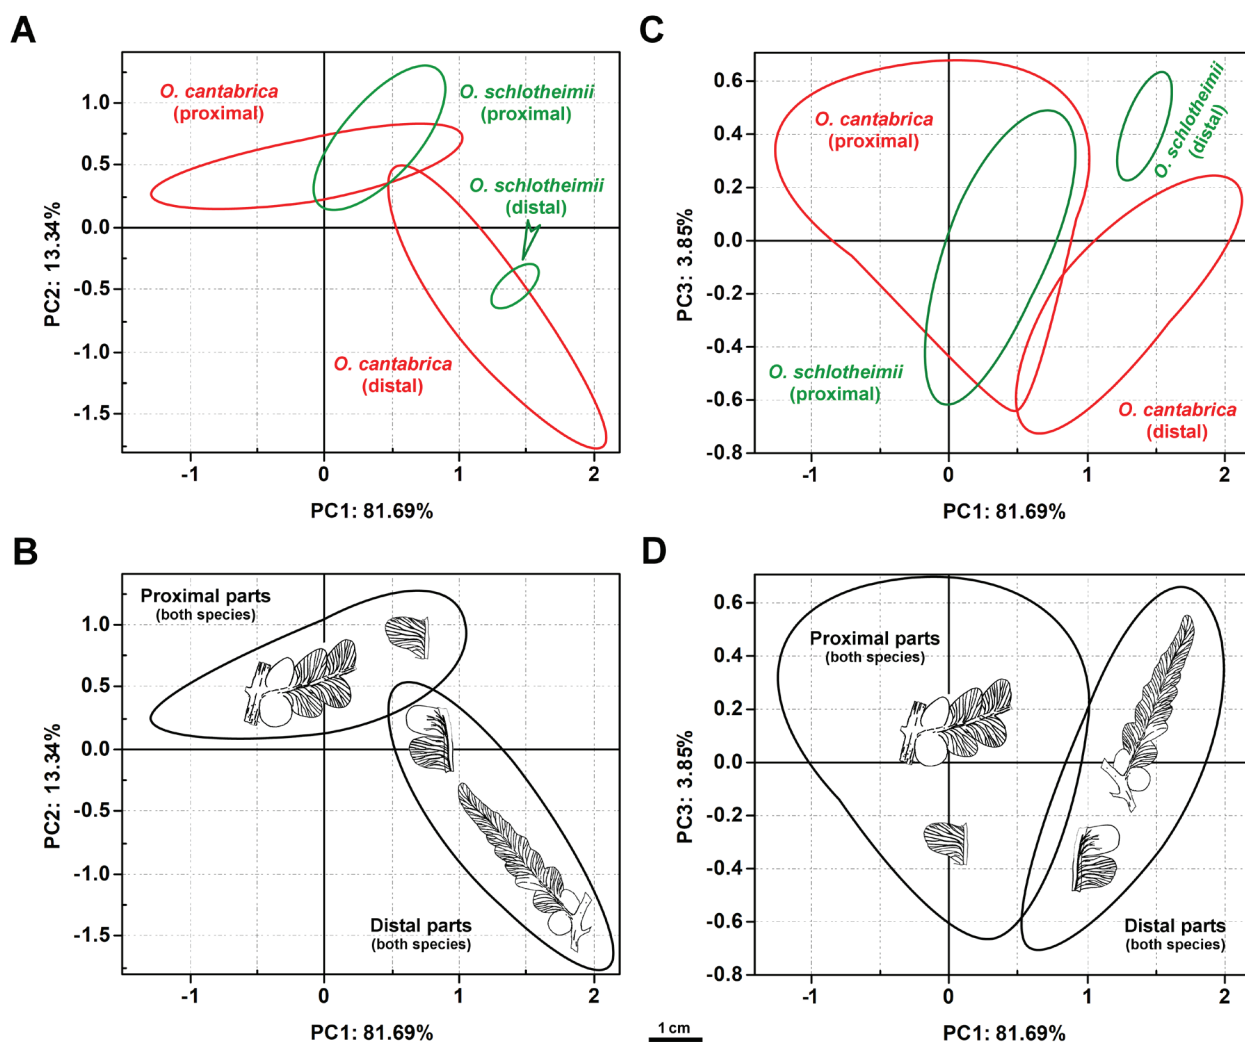 A
O. cantabrica
(proximal)
O. schlotheimii
(proximal)
O. schlotheimii
(distal)
O. cantabrica
(distal)
1.0
0.5
0.0
-0.5
-1.0
-1.5
PC2: 13.34%
-1
0
1
2
PC1: 81.69%
C
O. cantabrica
(proximal)
O. schlotheimii
(distal)
O. schlotheimii
(proximal)
O. cantabrica
(distal)
0.6
0.4
0.2
0.0
-0.2
-0.4
-0.6
-0.8
PC3: 3.85%
-1
0
1
2
PC1: 81.69%
B
Proximal parts
(both species)
Distal parts
(both species)
1.0
0.5
0.0
-0.5
-1.0
-1.5
PC2: 13.34%
-1
0
1
2
PC1: 81.69%
1 cm
D
Proximal parts
(both species)
Distal parts
(both species)
0.6
0.4
0.2
0.0
-0.2
-0.4
-0.6
-0.8
PC3: 3.85%
-1
0
1
2
PC1: 81.69%